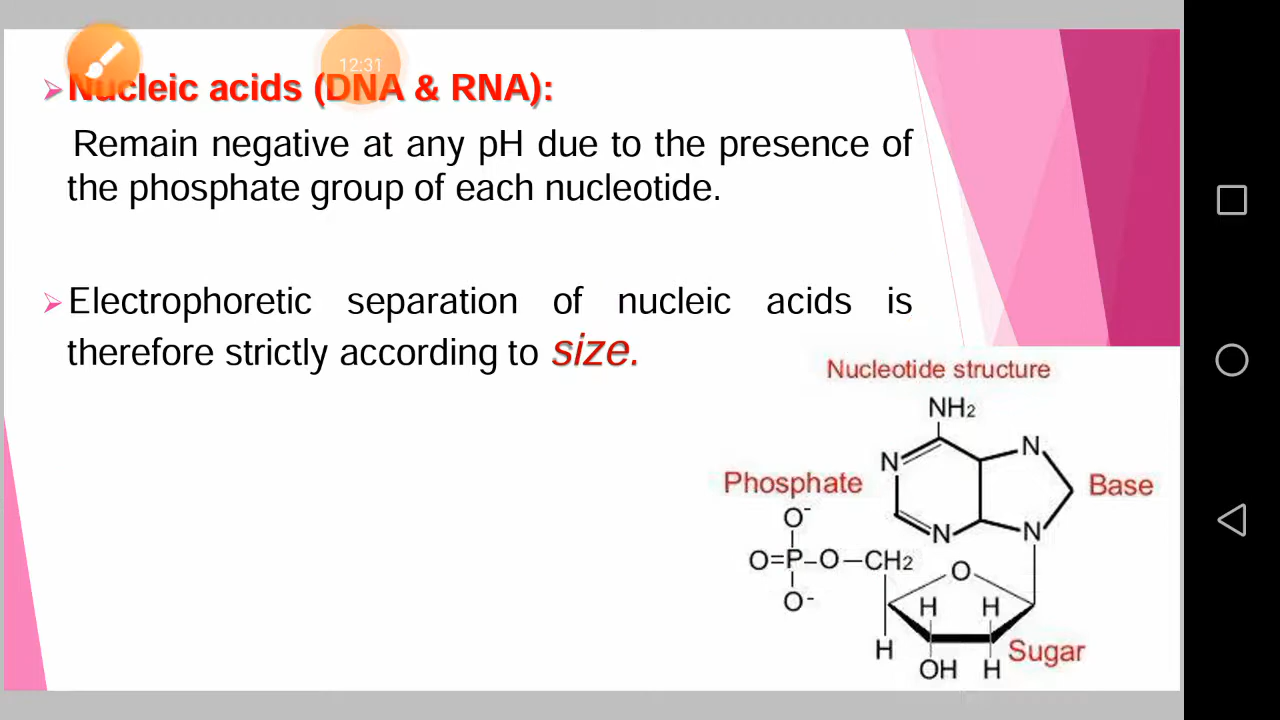 12:31
➢Nucleic acids (DNA & RNA):
Remain negative at any pH due to the presence of
the phosphate group of each nucleotide.
➢Electrophoretic separation of nucleic acids is
therefore strictly according to size.
Nucleotide structure
NH2
N
N
Phosphate
Base
O-
N
N
O=P-O-CH2
O
O-
H
H
H
Sugar
OH
H